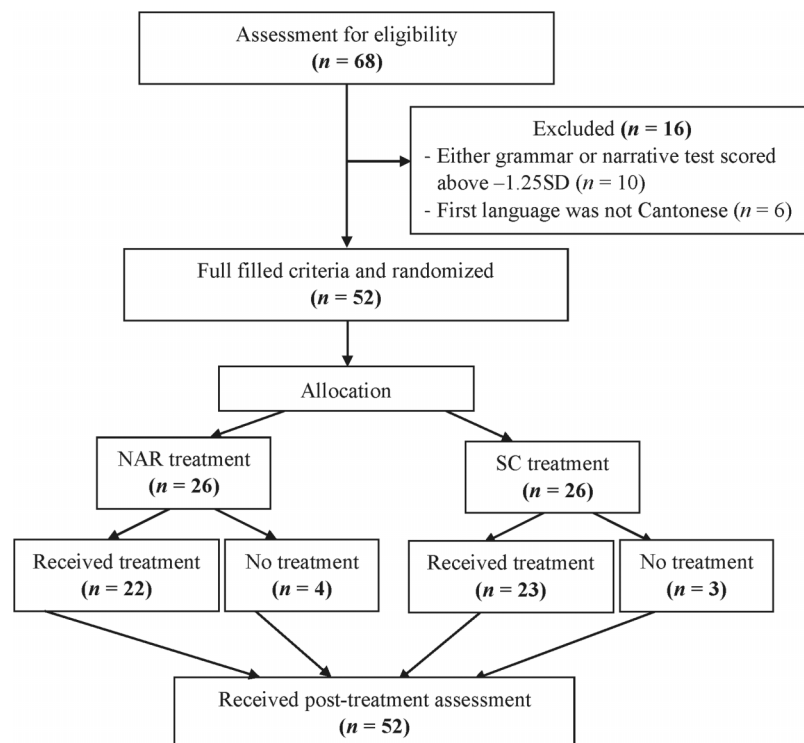 Assessment for eligibility
(n = 68)
Excluded (n = 16)
- Either grammar or narrative test scored
above –1.25SD (n = 10)
- First language was not Cantonese (n = 6)
Full filled criteria and randomized
(n = 52)
Allocation
NAR treatment
(n = 26)
SC treatment
(n = 26)
Received treatment
(n = 22)
No treatment
(n = 4)
Received treatment
(n = 23)
No treatment
(n = 3)
Received post-treatment assessment
(n = 52)